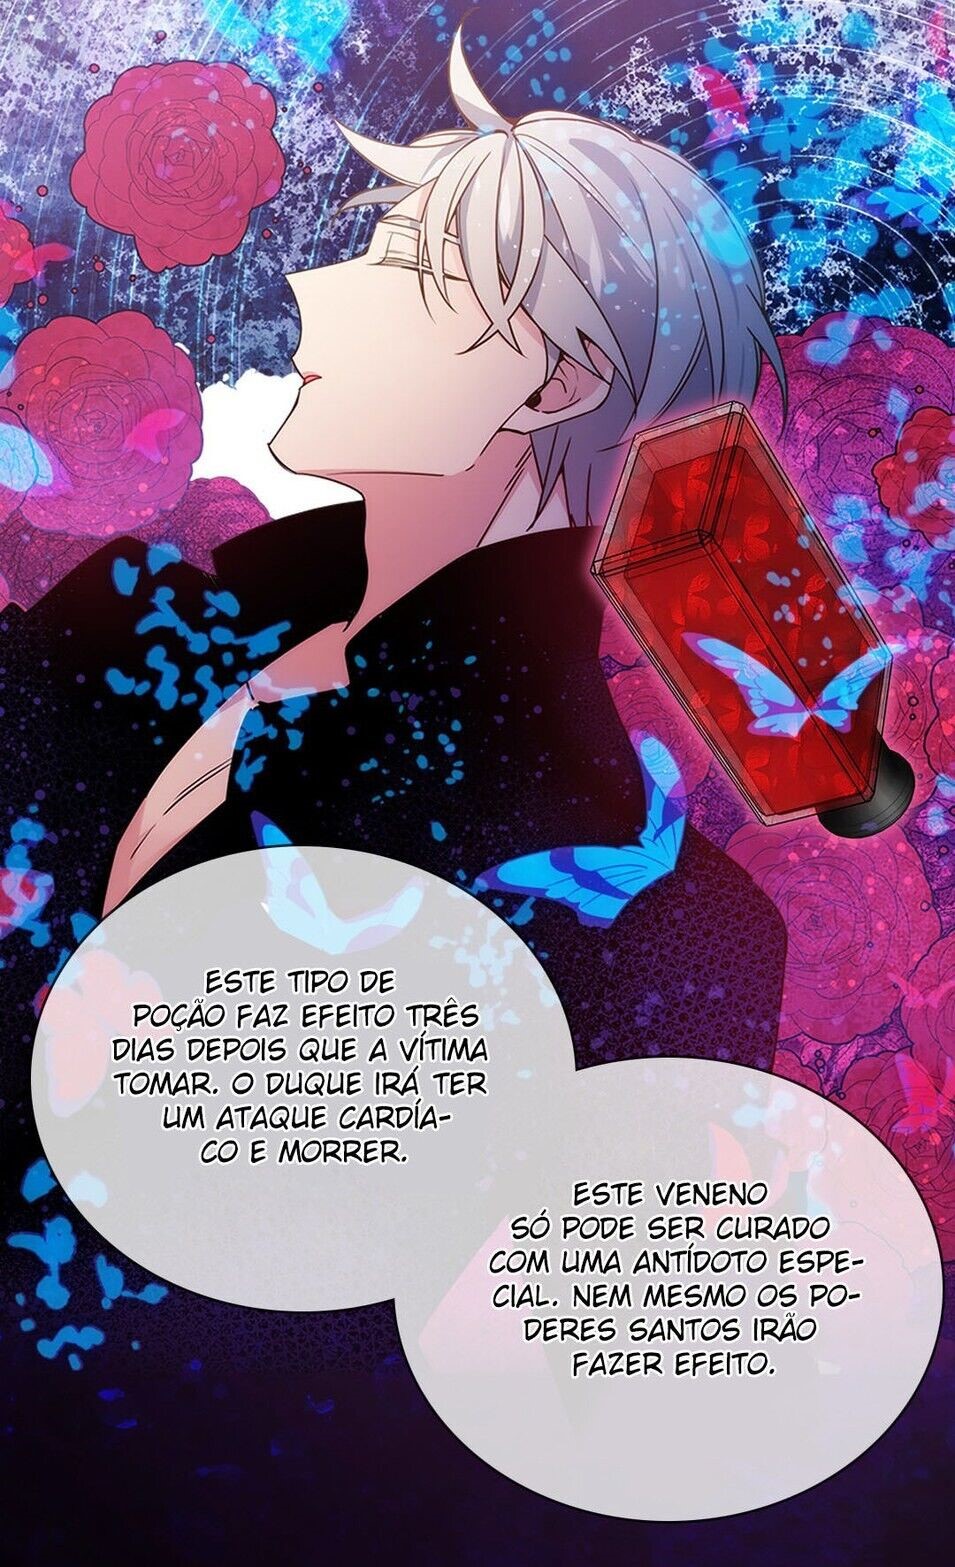 ESTE TIPO DE
POÇÃO FAZ EFEITO TRÊS
DIAS DEPOIS QUE A VÍTIMA
TOMAR. O DUQUE IRÁ TER
UM ATAQUE CARDÍA-
CO E MORRER.
ESTE VENENO
SÓ PODE SER CURADO
COM UMA ANTÍDOTO ESPE-
CIAL. NEM MESMO OS PO-
DERES SANTOS IRÃO
FAZER EFEITO.